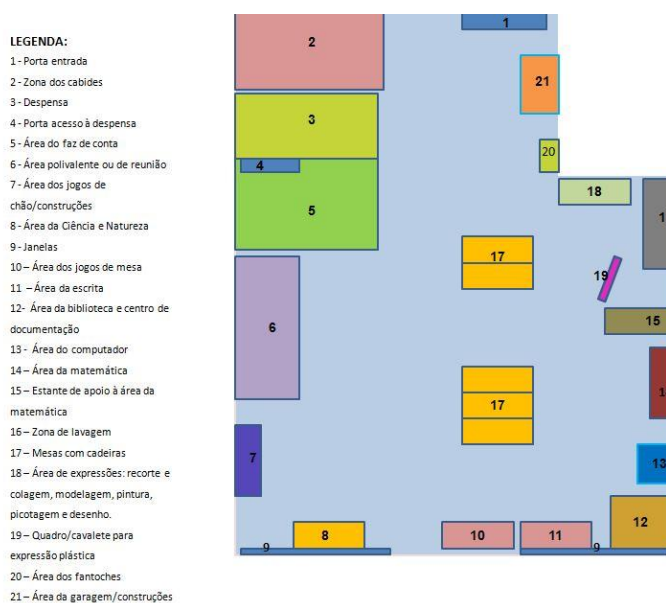 LEGENDA:
1 - Porta entrada
2 - Zona dos cabides
3 - Despensa
4 - Porta acesso à despensa
5 - Área do faz de conta
6 - Área polivalente ou de reunião
7 - Área dos jogos de
chão/construções
8 - Área da Ciência e Natureza
9 - Janelas
10 – Área dos jogos de mesa
11 – Área da escrita
12- Área da biblioteca e centro de
documentação
13 - Área do computador
14 – Área da matemática
15 – Estante de apoio à área da
matemática
16 – Zona de lavagem
17 – Mesas com cadeiras
18 – Área de expressões: recorte e
colagem, modelagem, pintura,
picotagem e desenho.
19 – Quadro/cavalete para
expressão plástica
20 – Área dos fantoches
21 – Área da garagem/construções
1
2
21
3
20
4
18
5
17
19
15
6
17
7
13
12
8
10
11
9
9